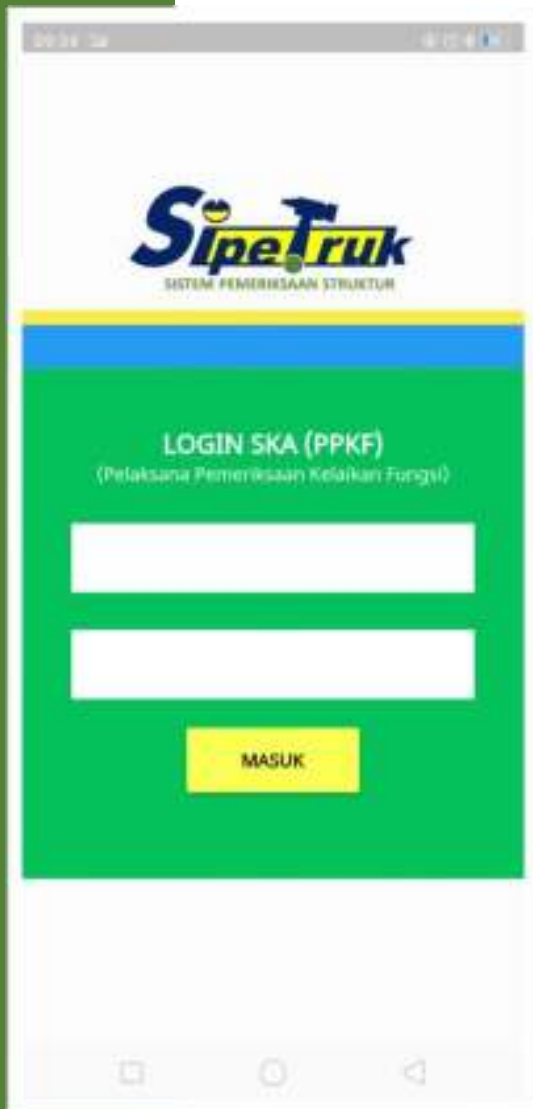 SipeTruk
SISTEM PEMERIKSAAN STRUKTUR
LOGIN SKA (PPKF)
(Pelaksana Pemeriksaan Kelaikan Fungsi)
MASUK